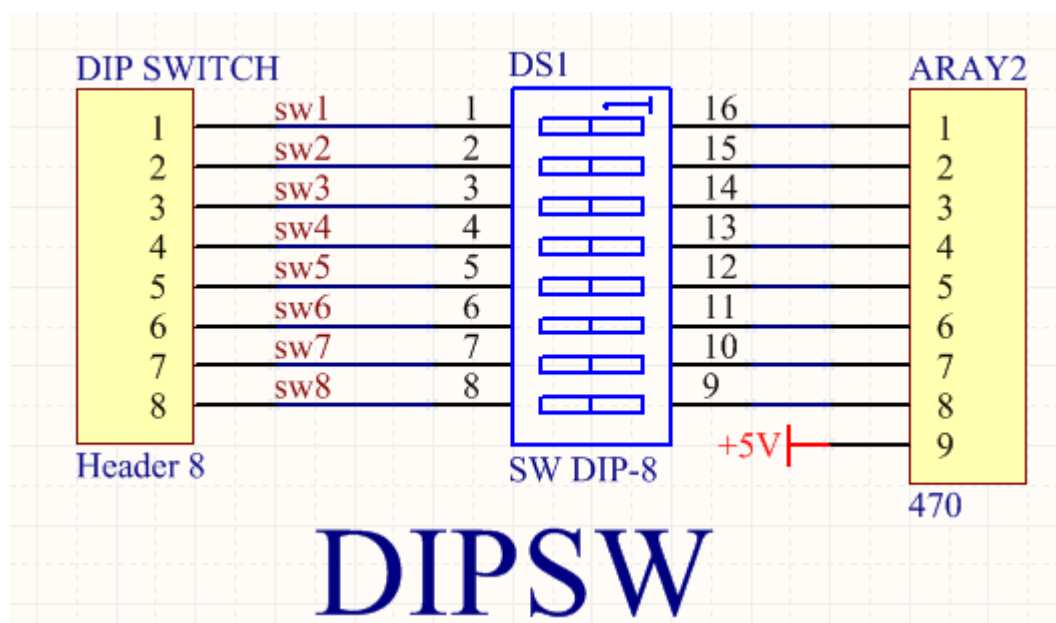 DIP SWITCH DS1 ARAY2
1 sw1 1 1 16 1
2 sw2 2 15 2
3 sw3 3 14 3
4 sw4 4 13 4
5 sw5 5 12 5
6 sw6 6 11 6
7 sw7 7 10 7
8 sw8 8 9 8
+5V 9
Header 8 SW DIP-8 470
DIPSW